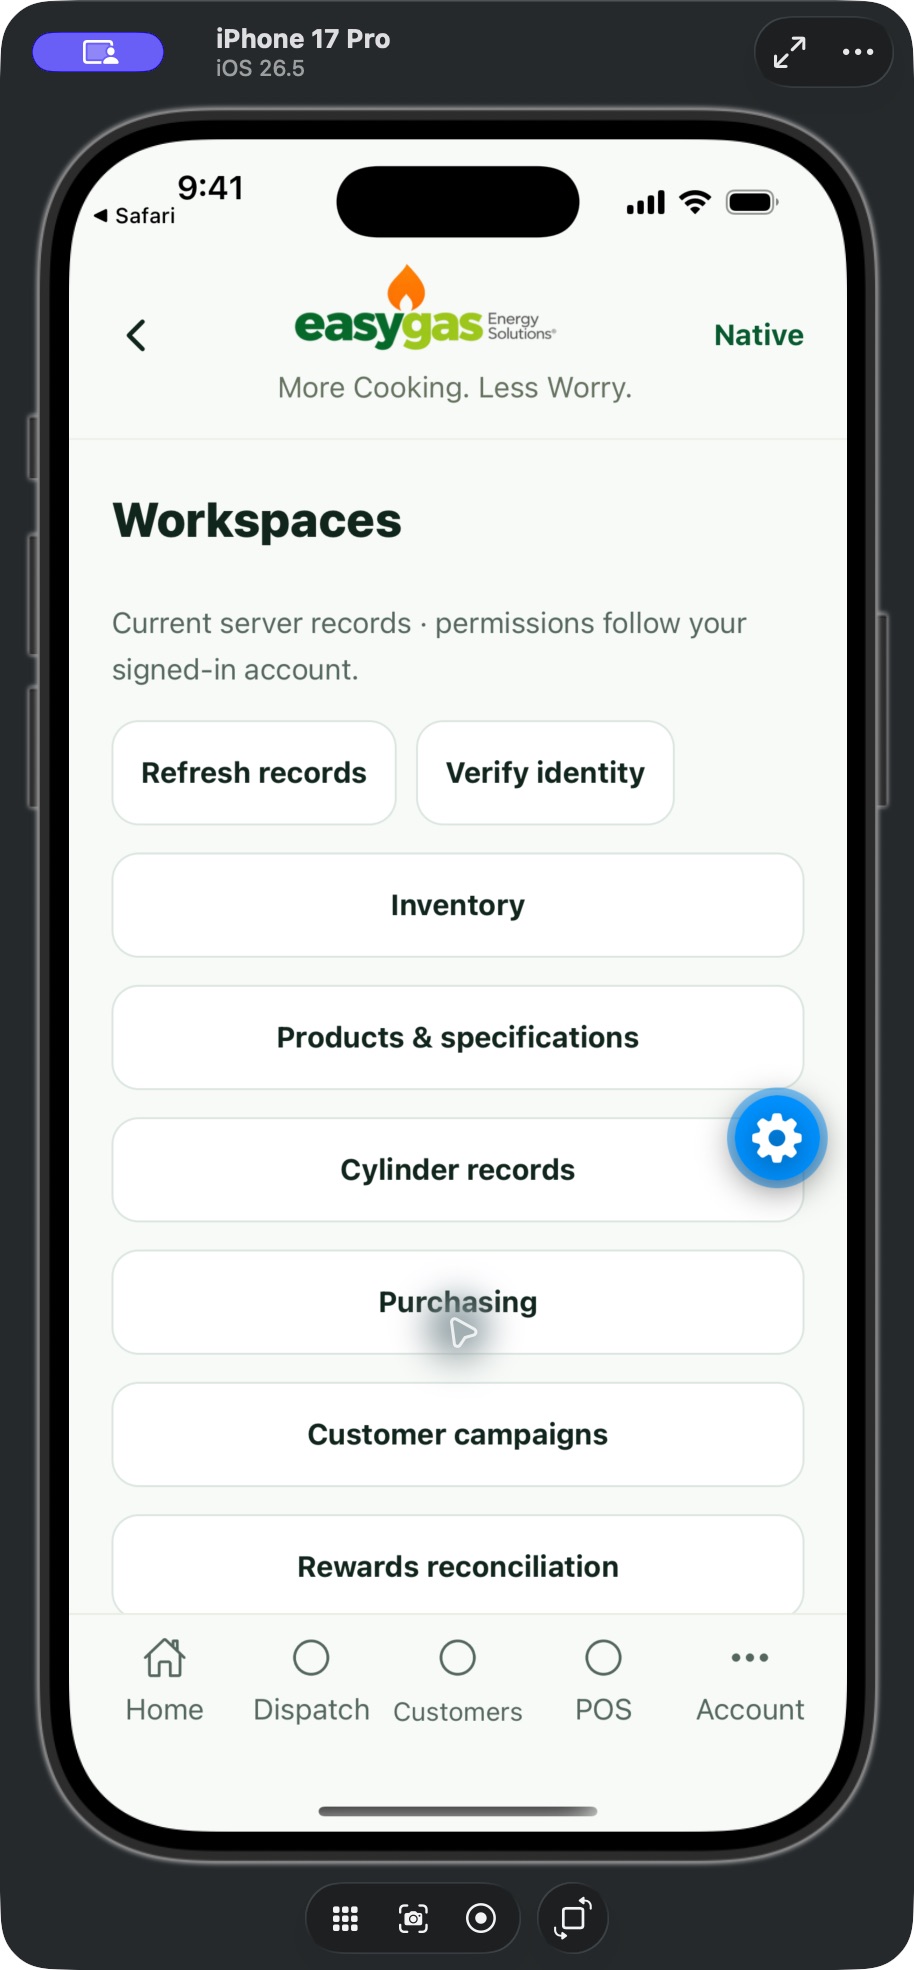 iPhone 17 Pro
iOS 26.5
9:41
Safari
easygas Energy Solutions®
More Cooking. Less Worry.
Native
Workspaces
Current server records · permissions follow your
signed-in account.
Refresh records
Verify identity
Inventory
Products & specifications
Cylinder records
Purchasing
Customer campaigns
Rewards reconciliation
Home
Dispatch
Customers
POS
Account